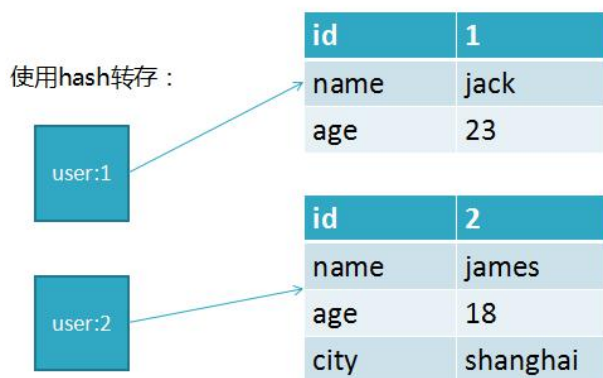 使用hash转存：
user:1
id 1
name jack
age 23
user:2
id 2
name james
age 18
city shanghai